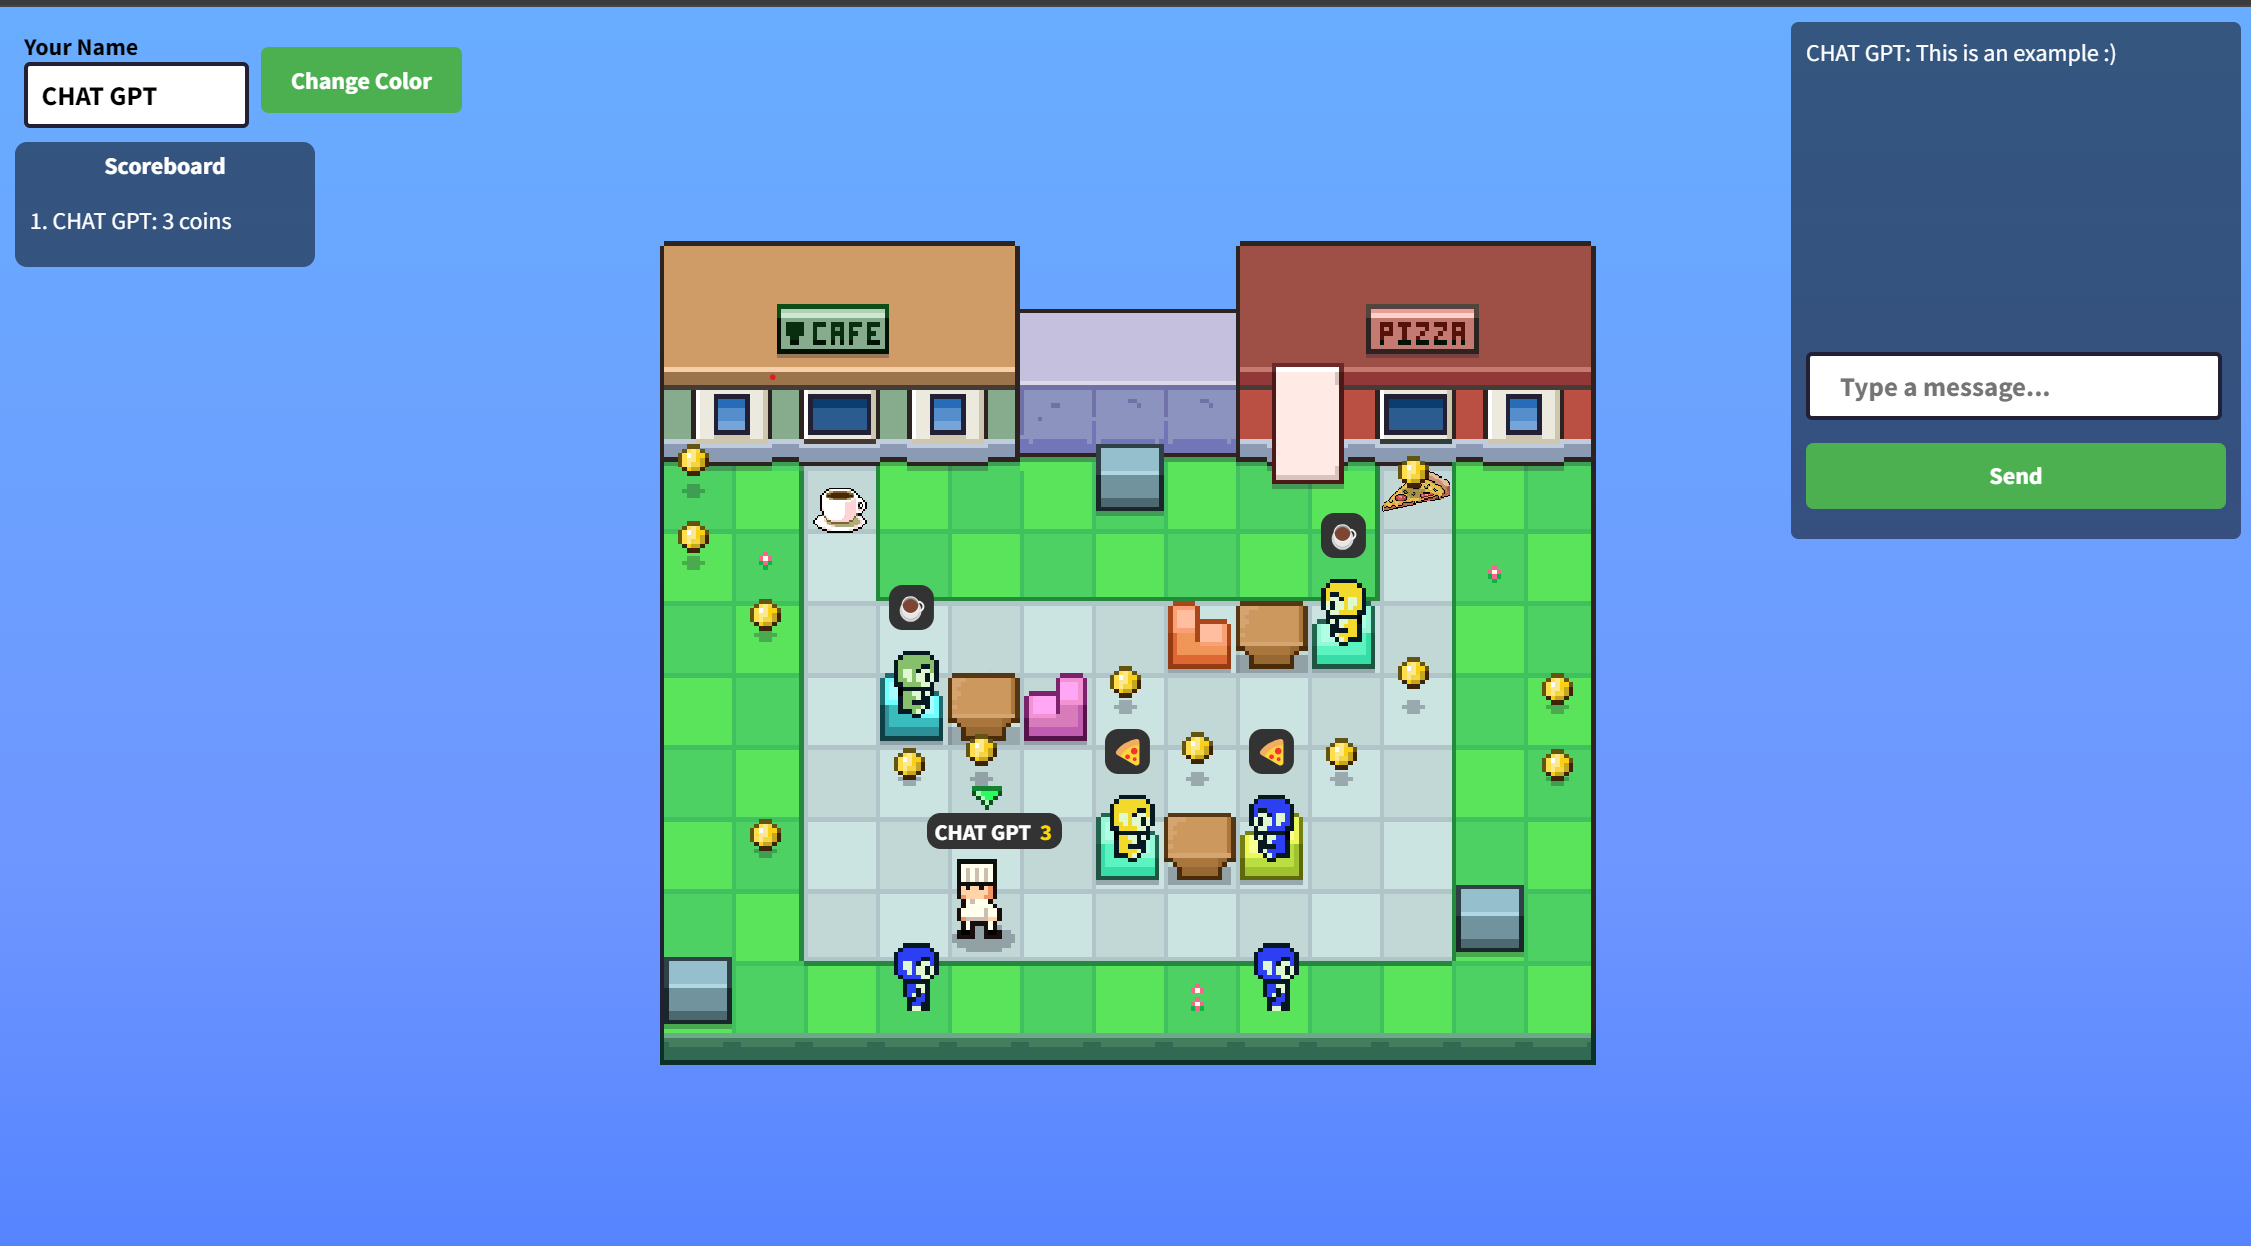 Your Name
CHAT GPT
Change Color
Scoreboard
1. CHAT GPT: 3 coins
CHAT GPT: This is an example :)
Type a message...
Send
CAFE
PIZZA
CHAT GPT 3